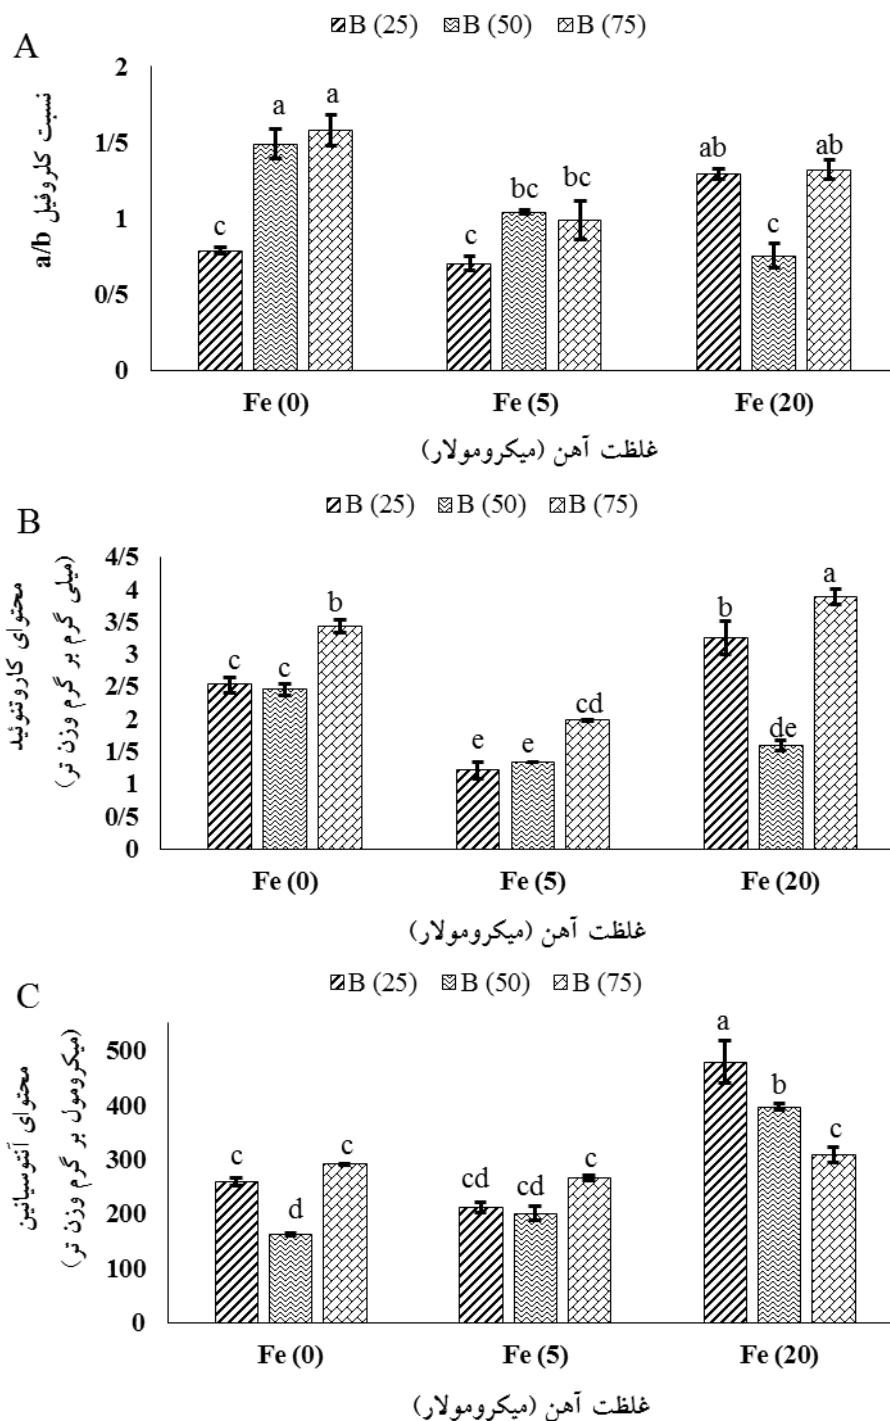 A
B (25) B (50) B (75)
نسبت کلروفیل a/b
2
1/5
1
0/5
0
c a a
c bc bc
ab c ab
Fe (0) Fe (5) Fe (20)
غلظت آهن (میکرومولار)
B
B (25) B (50) B (75)
محتوای کاروتنوئید
(میلی گرم بر گرم وزن تر)
4/5
4
3/5
3
2/5
2
1/5
1
0/5
0
c c b
e e cd
b de a
Fe (0) Fe (5) Fe (20)
غلظت آهن (میکرومولار)
C
B (25) B (50) B (75)
محتوای آنتوسیانین
(میکرومول بر گرم وزن تر)
500
400
300
200
100
0
c d c
cd cd c
a b c
Fe (0) Fe (5) Fe (20)
غلظت آهن (میکرومولار)